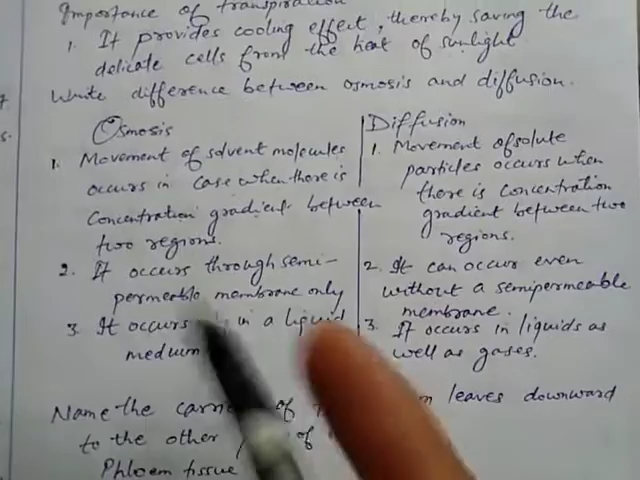 Importance of transpiration
1. It provides cooling effect, thereby saving the
delicate cells from the heat of sunlight
Write difference between osmosis and diffusion.
Osmosis
1. Movement of solvent molecules
occurs in case when there is
concentration gradient between
two regions.
2. It occurs through semi-
permeable membrane only
3. It occurs in a liquid
medium
Diffusion
1. Movement of solute
particles occurs when
there is concentration
gradient between two
regions.
2. It can occur even
without a semipermeable
membrane.
3. It occurs in liquids as
well as gases.
Name the of leaves downward
to the other of
Phloem tissue